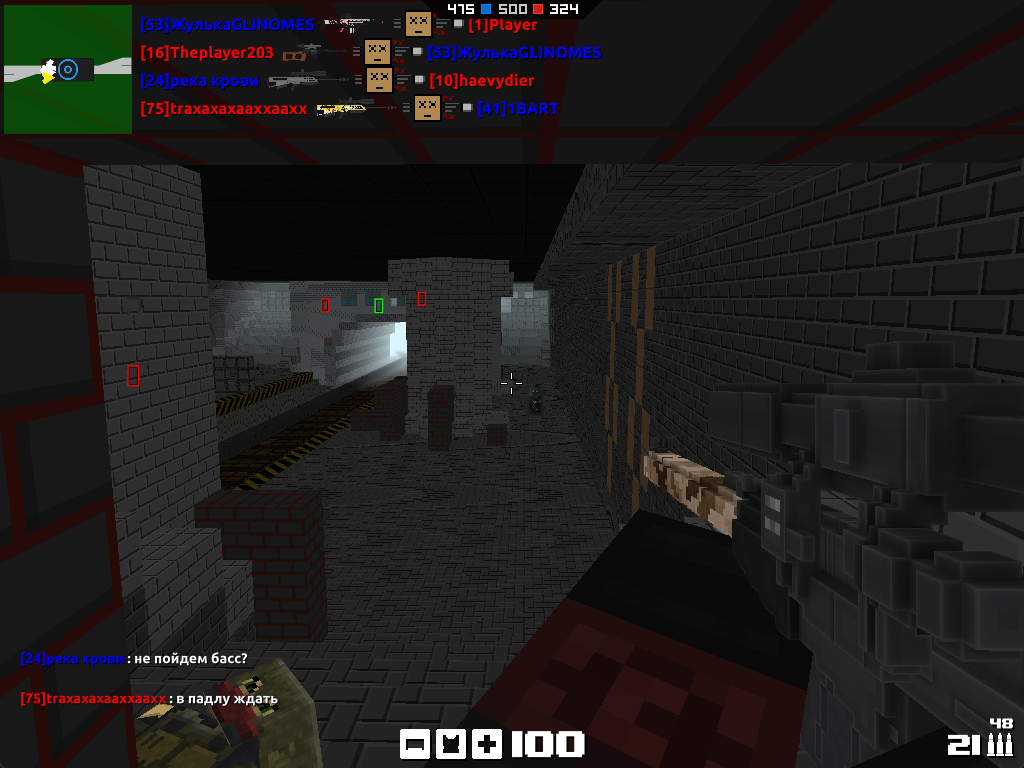 475 500 324
[53]ЖулькаGLINOMES [1]Player
[16]Theplayer203 [53]ЖулькаGLINOMES
[24]река крови [10]haevydier
[75]traxaxaxaaxxaaxx [41]1BART
[24]река крови : не пойдем басс?
[75]traxaxaxaaxxaaxx : в падлу ждать
100
48
21